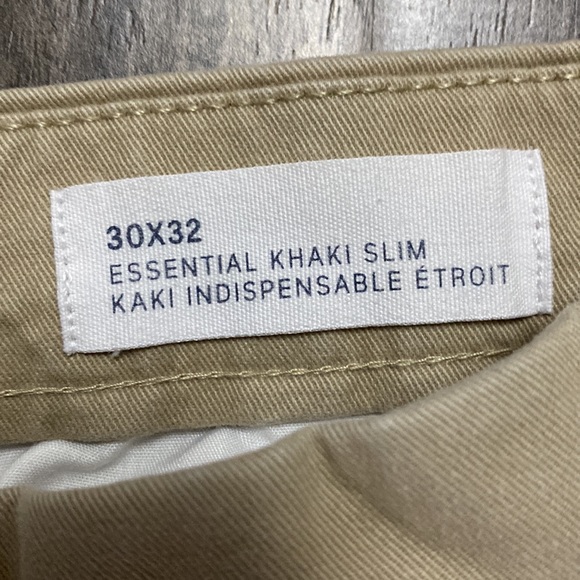 30X32
ESSENTIAL KHAKI SLIM
KAKI INDISPENSABLE ÉTROIT